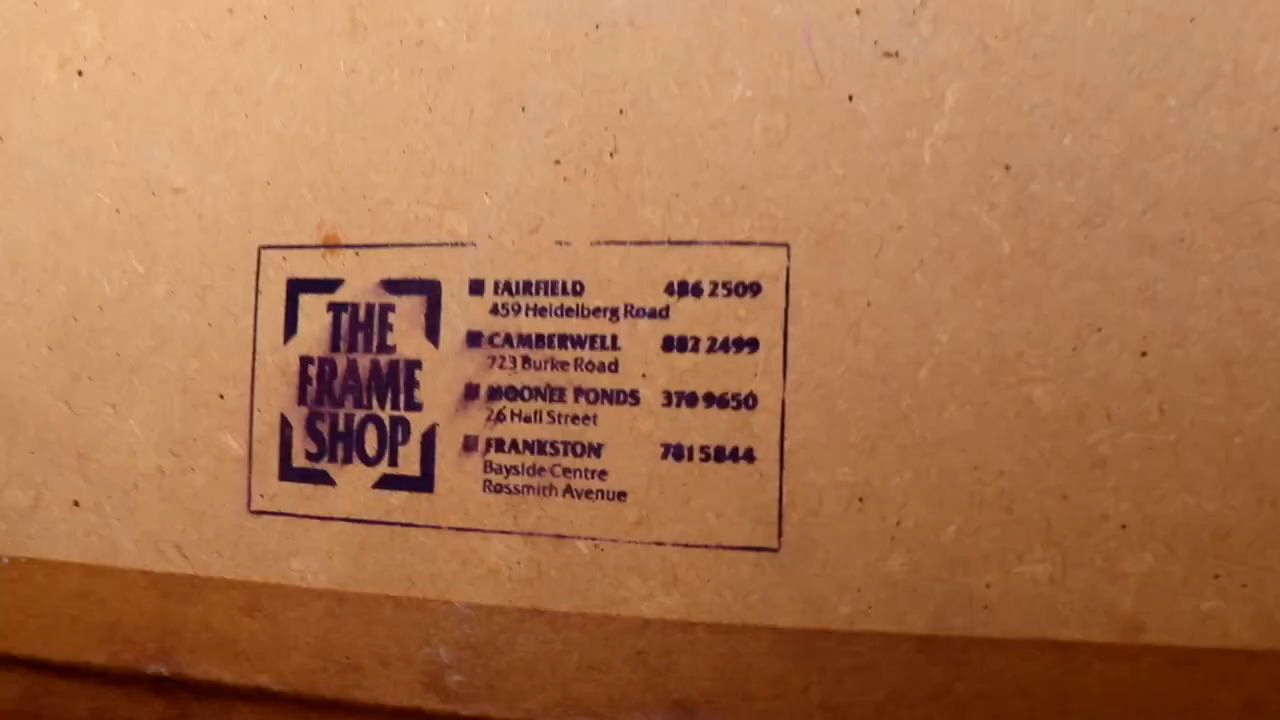 THE
FRAME
SHOP
FAIRFIELD 486 2509
459 Heidelberg Road
CAMBERWELL 882 2499
723 Burke Road
MOONEE PONDS 370 9650
26 Hall Street
FRANKSTON 781 5844
Bayside Centre
Rossmith Avenue